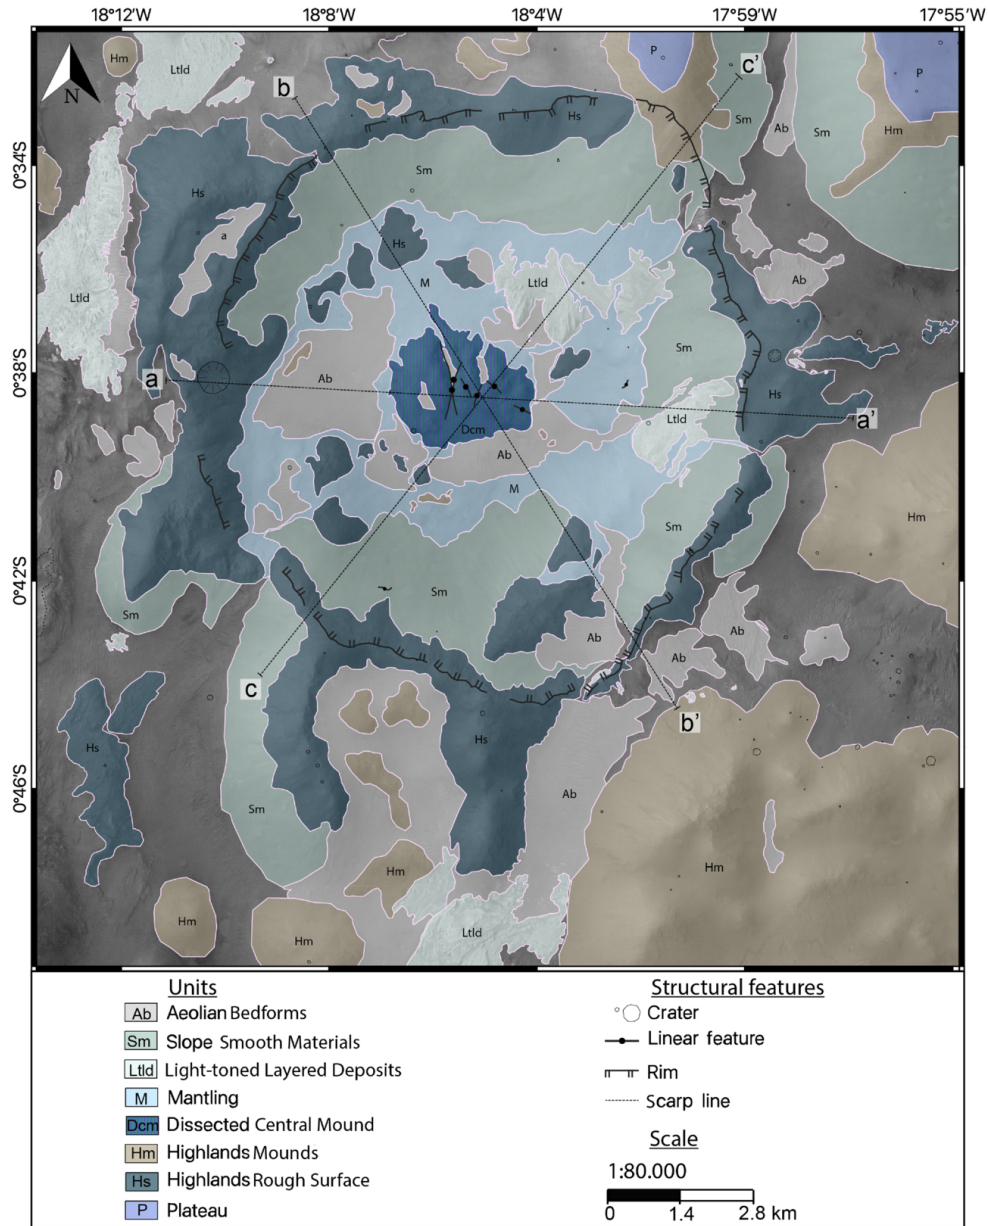 18°12'W 18°8'W 18°4'W 17°59'W 17°55'W
N
Hm
Ltld
P
P
b
c'
Hs
Sm
Ab
Sm
Hm
0°34'S
Sm
Hs
a
Hs
Ltld
M
Ltld
Ab
0°38'S
Sm
a
Ab
Hs
a'
Ltld
Dcm
Ab
M
Hm
Sm
0°42'S
Sm
Sm
Ab
Ab
Ab
c
b'
Hs
Hs
0°46'S
Sm
Ab
Hm
Hm
Hm
Hm
Ltld
Units
Ab Aeolian Bedforms
Sm Slope Smooth Materials
Ltld Light-toned Layered Deposits
M Mantling
Dcm Dissected Central Mound
Hm Highlands Mounds
Hs Highlands Rough Surface
P Plateau
Structural features
Crater
Linear feature
Rim
Scarp line
Scale
1:80.000
0 1.4 2.8 km